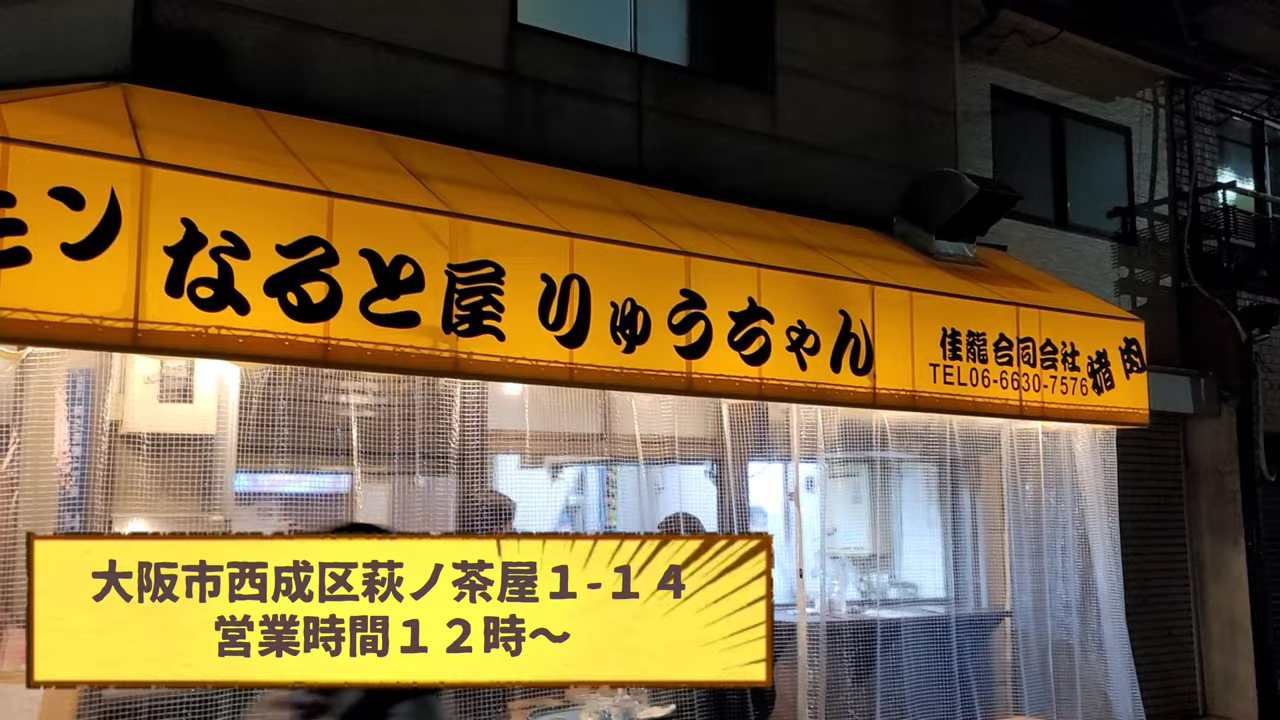 モン なると屋 りゅうちゃん
佳龍合同会社
TEL06-6630-7576
猪肉
大阪市西成区萩ノ茶屋１-１４
営業時間１２時～